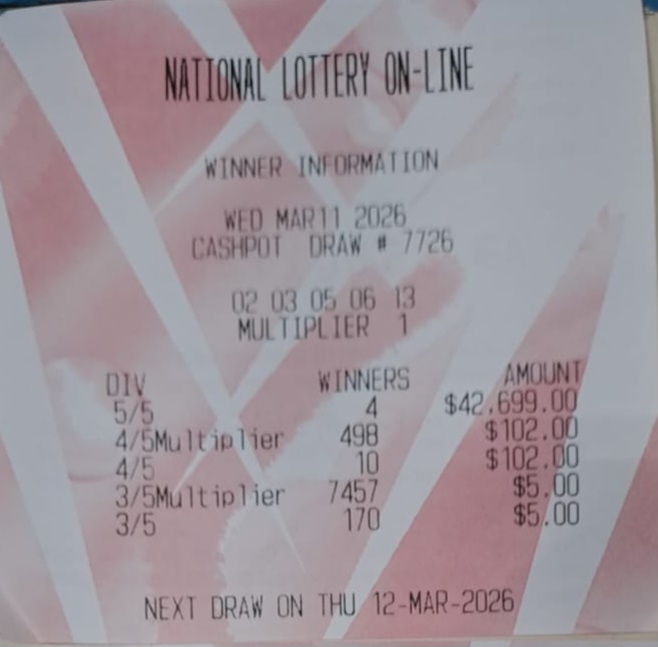 NATIONAL LOTTERY ON-LINE
WINNER INFORMATION
WED MAR11 2026
CASHPOT DRAW # 7726
02 03 05 06 13
MULTIPLIER 1
DIV WINNERS AMOUNT
5/5 4 $42,699.00
4/5Multiplier 498 $102.00
4/5 10 $102.00
3/5Multiplier 7457 $5.00
3/5 170 $5.00
NEXT DRAW ON THU 12-MAR-2026